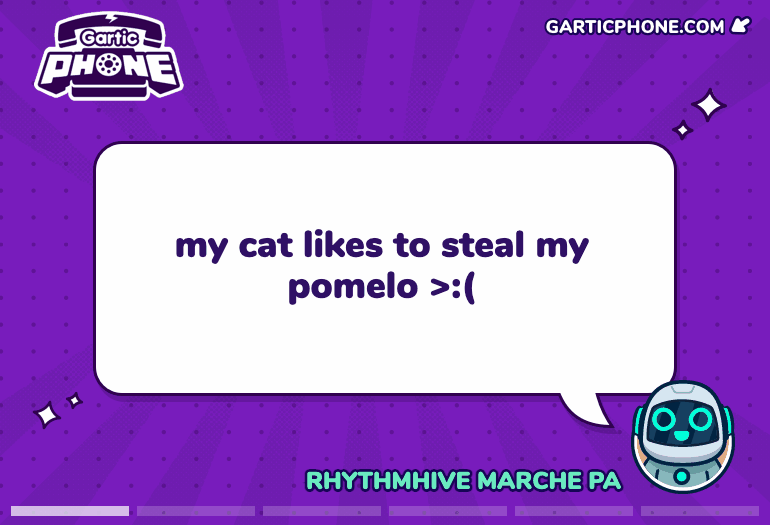 Gartic
PHONE
GARTICPHONE.COM
my cat likes to steal my
pomelo >:(
RHYTHMHIVE MARCHE PA